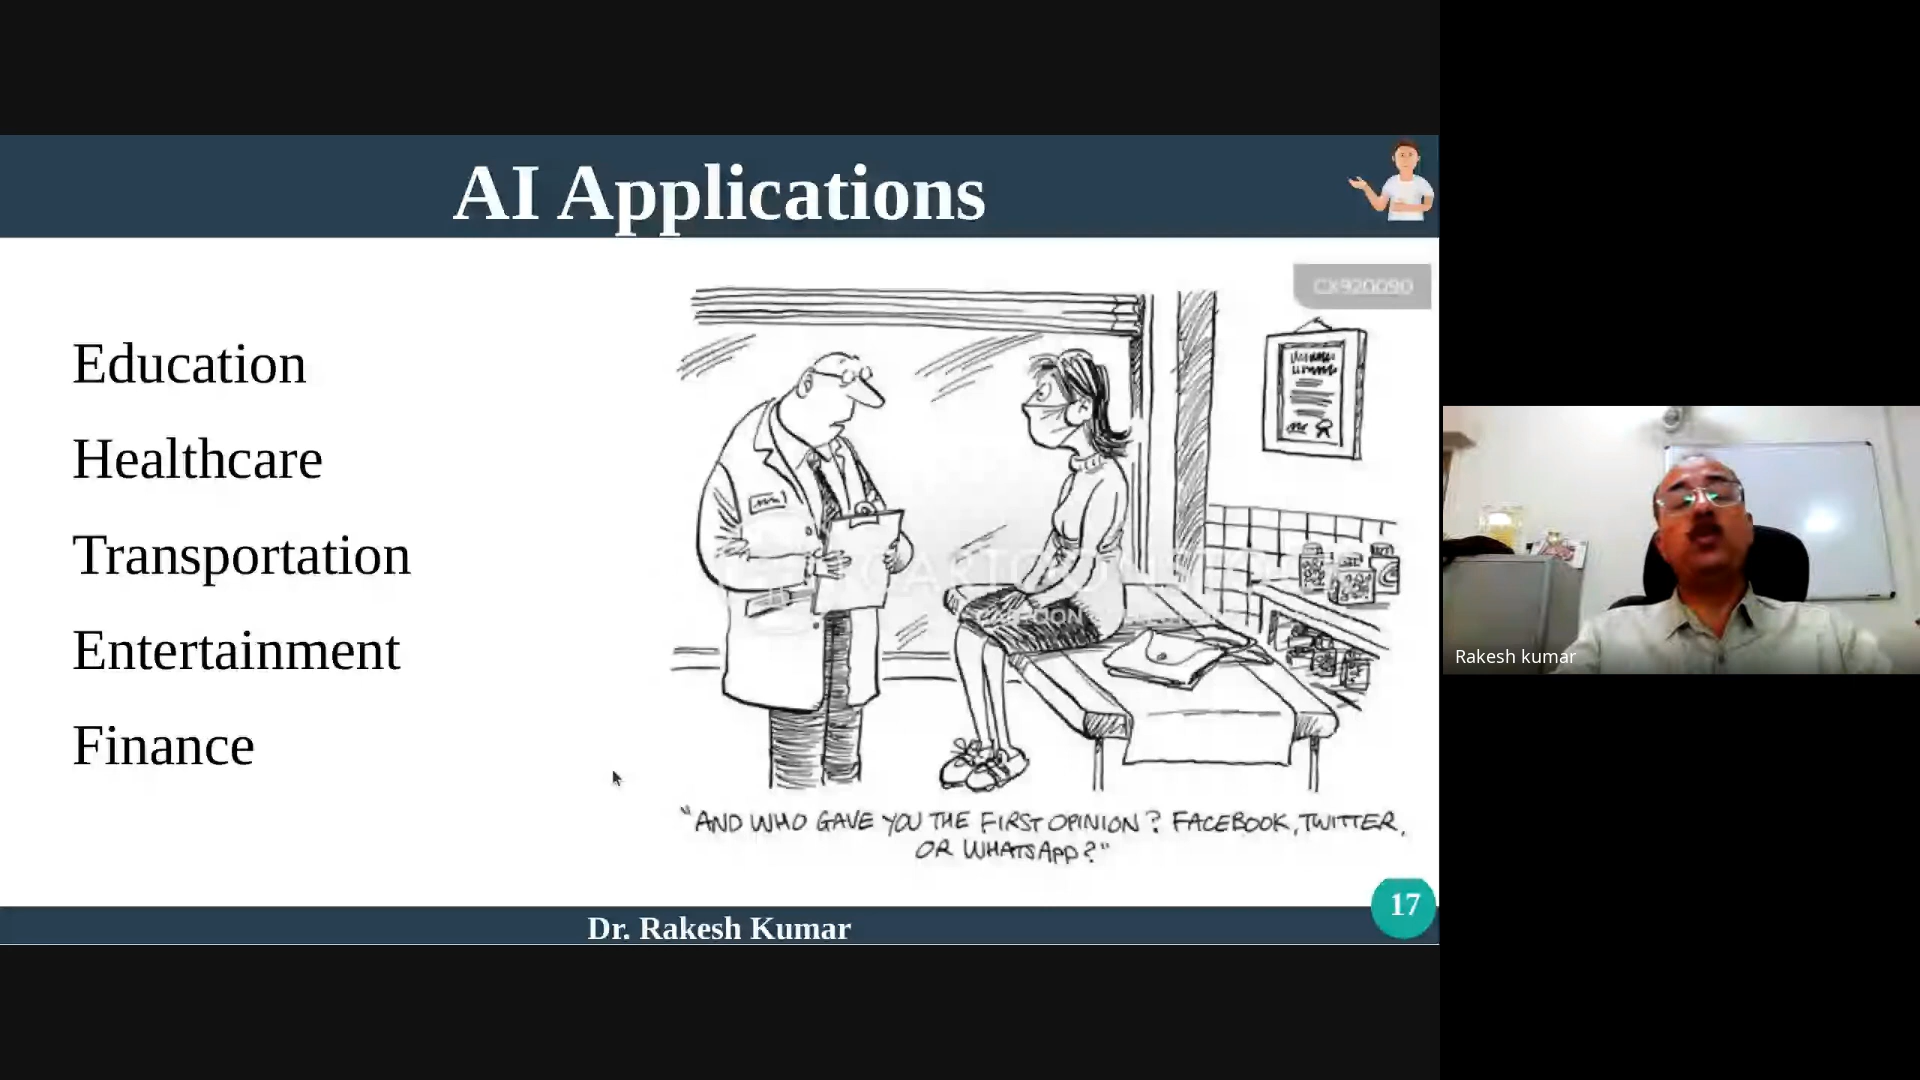 AI Applications
CX920090
Education
Healthcare
Transportation
Entertainment
Finance
"AND WHO GAVE YOU THE FIRST OPINION? FACEBOOK, TWITTER,
OR WHATSAPP?"
17
Dr. Rakesh Kumar
Rakesh kumar